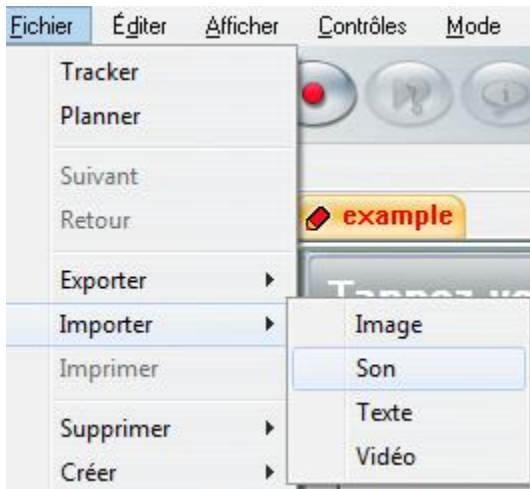 Fichier Éditer Afficher Contrôles Mode
Tracker
Planner
Suivant
Retour
example
Exporter
Importer
Imprimer
Supprimer
Créer
Image
Son
Texte
Vidéo